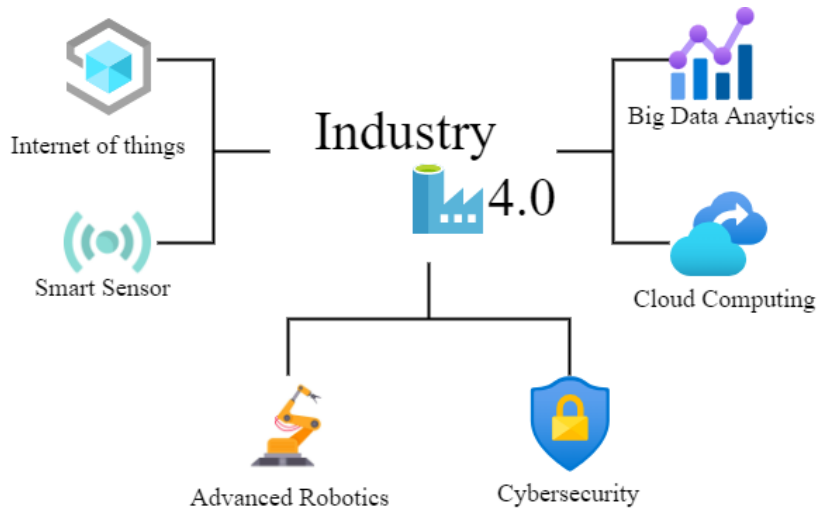 Internet of things
Smart Sensor
Industry
4.0
Big Data Anaytics
Cloud Computing
Advanced Robotics
Cybersecurity